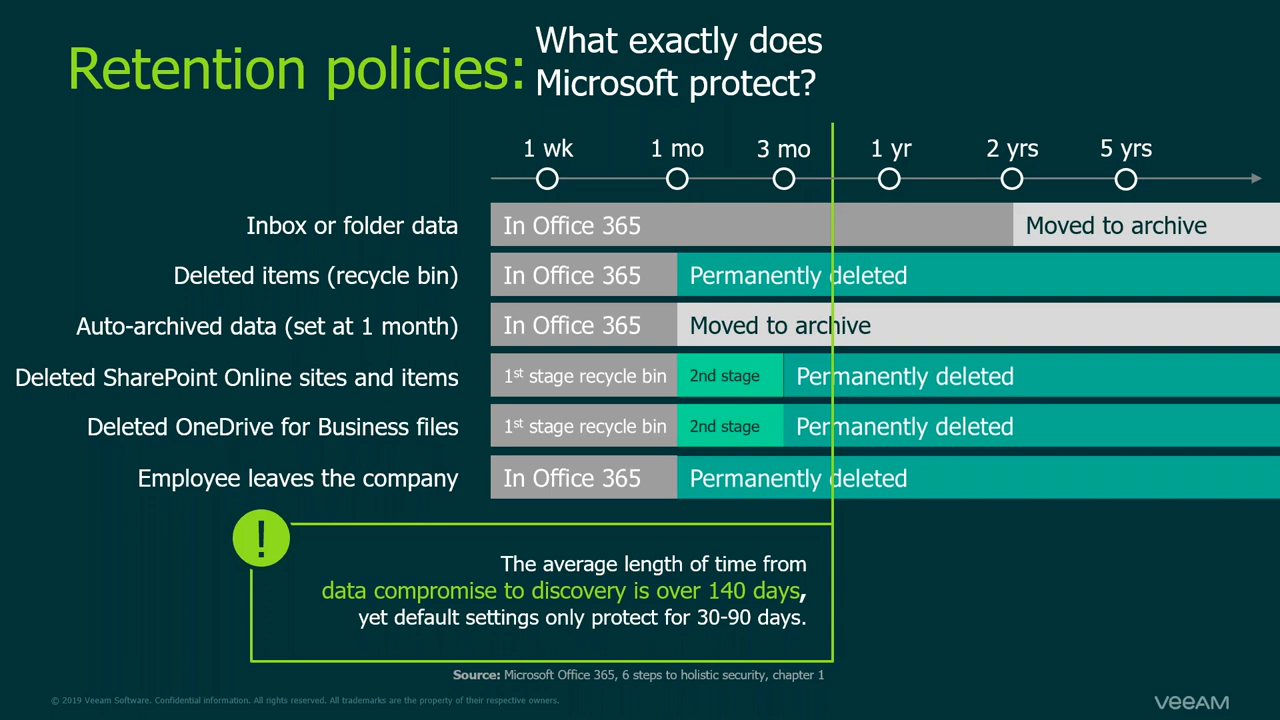 Retention policies:
What exactly does
Microsoft protect?
1 wk 1 mo 3 mo 1 yr 2 yrs 5 yrs
Inbox or folder data In Office 365 Moved to archive
Deleted items (recycle bin) In Office 365 Permanently deleted
Auto-archived data (set at 1 month) In Office 365 Moved to archive
Deleted SharePoint Online sites and items 1st stage recycle bin 2nd stage Permanently deleted
Deleted OneDrive for Business files 1st stage recycle bin 2nd stage Permanently deleted
Employee leaves the company In Office 365 Permanently deleted
!
The average length of time from
data compromise to discovery is over 140 days,
yet default settings only protect for 30-90 days.
Source: Microsoft Office 365, 6 steps to holistic security, chapter 1
© 2019 Veeam Software. Confidential information. All rights reserved. All trademarks are the property of their respective owners.
veeAM